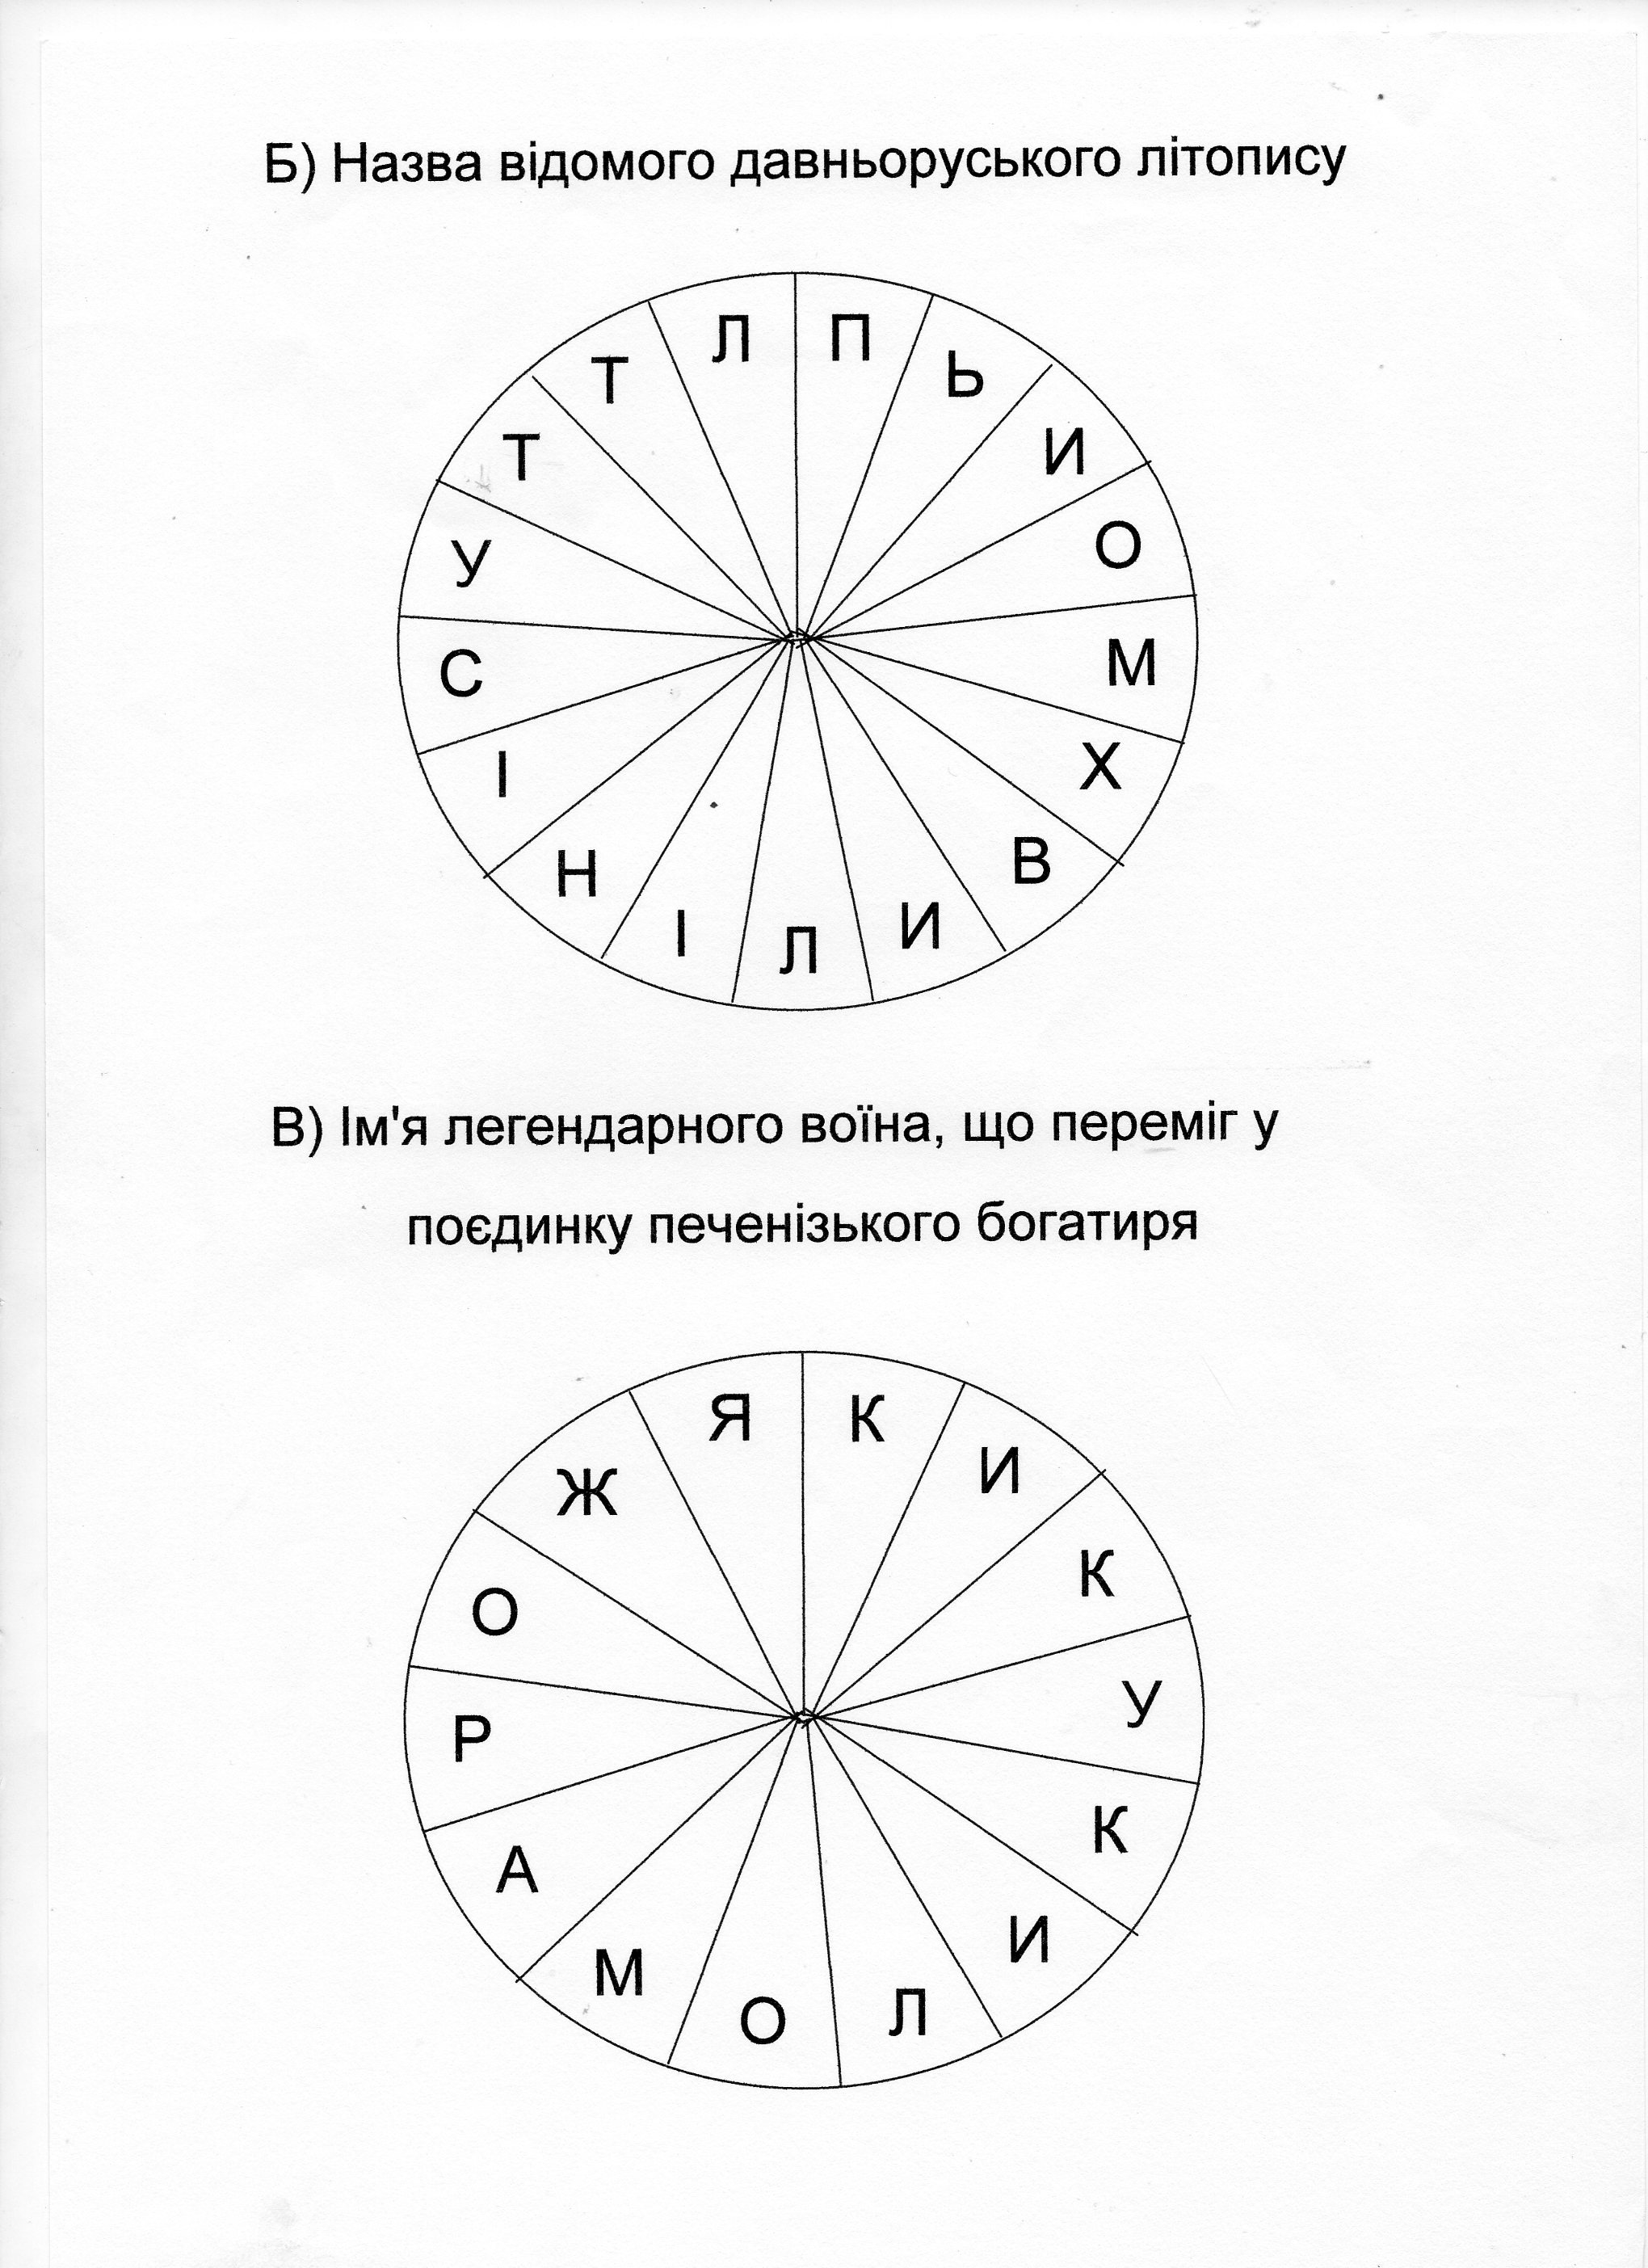 Б) Назва відомого давньоруського літопису
Л П
Т Ь
Т И
У О
С М
І Х
Н В
І Л И
В) Ім'я легендарного воїна, що переміг у
поєдинку печенізького богатиря
Я К
Ж И
О К
Р У
А К
М И
О Л